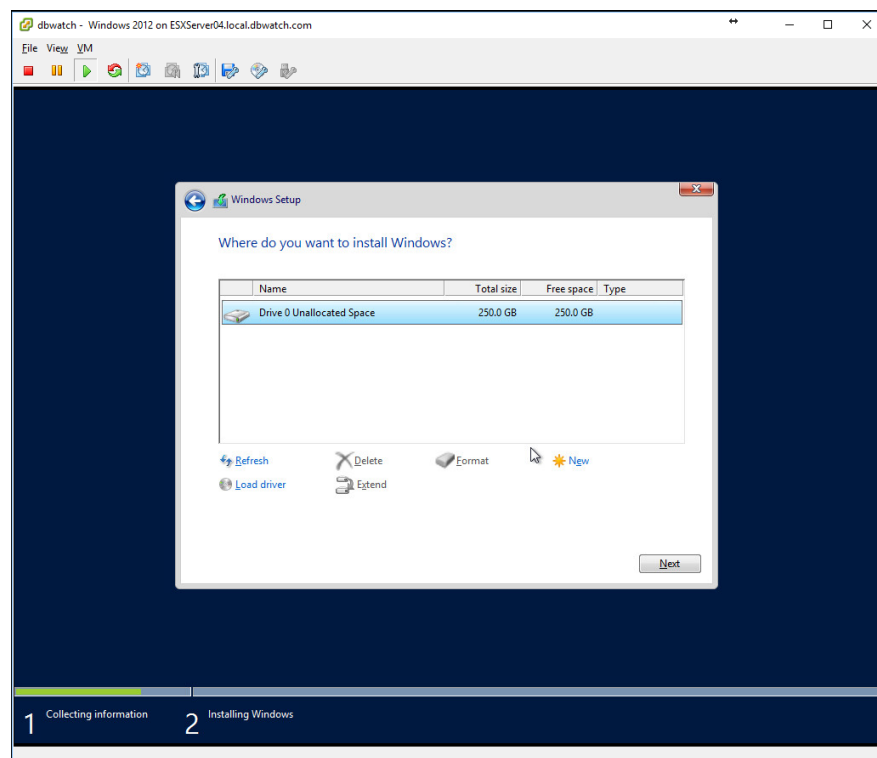 dbwatch - Windows 2012 on ESXServer04.local.dbwatch.com
File View VM
Windows Setup
Where do you want to install Windows?
Name Total size Free space Type
Drive 0 Unallocated Space 250.0 GB 250.0 GB
Refresh Delete Format New
Load driver Extend
Next
1 Collecting information 2 Installing Windows